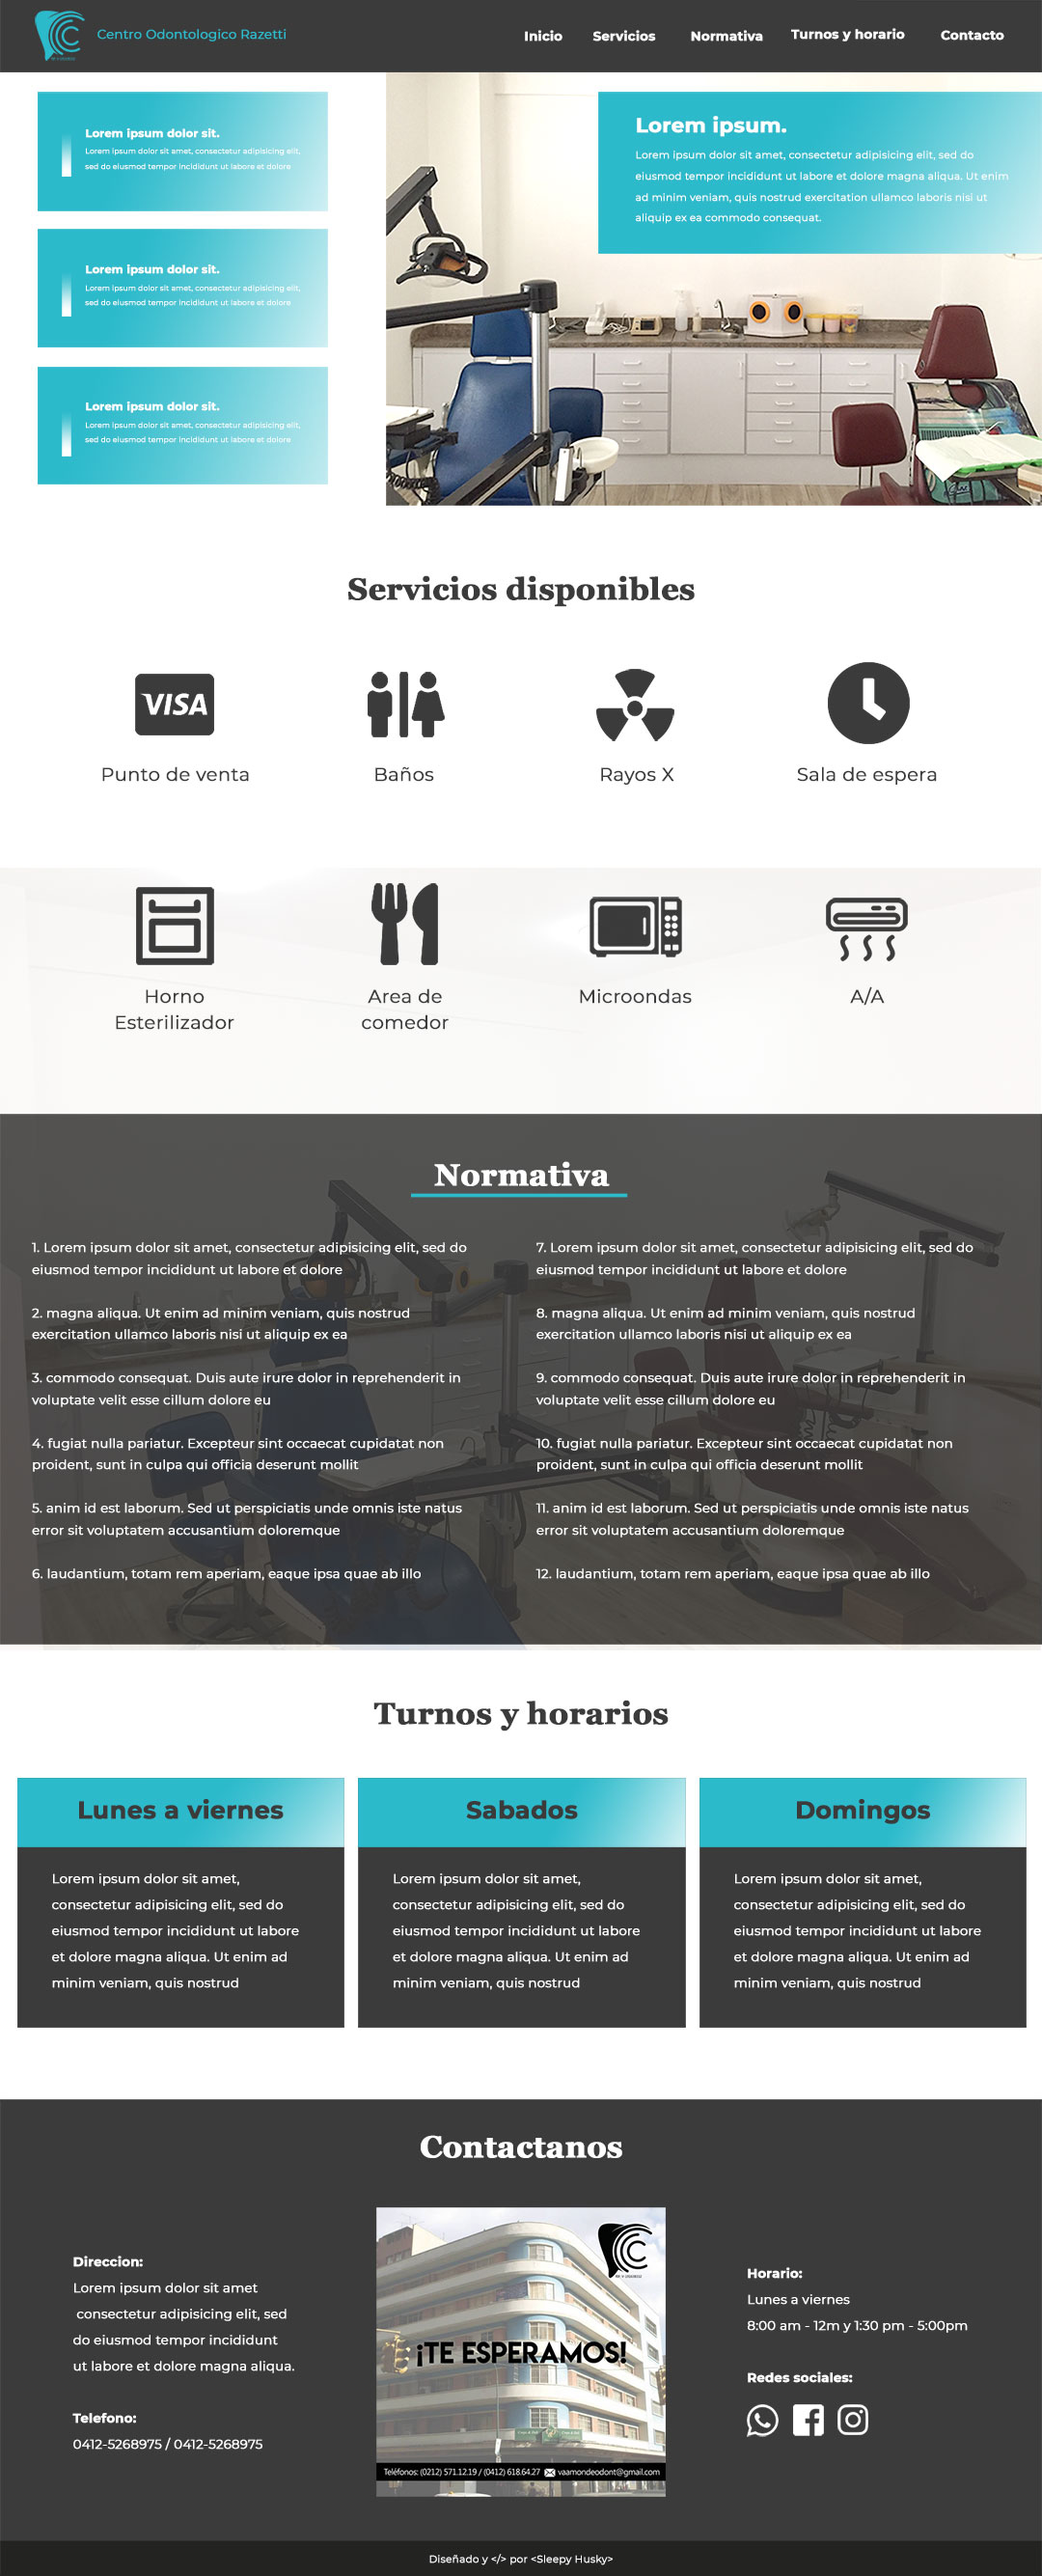 Centro Odontologico Razetti
Inicio
Servicios
Normativa
Turnos y horario
Contacto
Lorem ipsum dolor sit.
Lorem ipsum dolor sit amet, consectetur adipisicing elit,
sed do eiusmod tempor incididunt ut labore et dolore
Lorem ipsum dolor sit.
Lorem ipsum dolor sit amet, consectetur adipisicing elit,
sed do eiusmod tempor incididunt ut labore et dolore
Lorem ipsum dolor sit.
Lorem ipsum dolor sit amet, consectetur adipisicing elit,
sed do eiusmod tempor incididunt ut labore et dolore
Lorem ipsum.
Lorem ipsum dolor sit amet, consectetur adipisicing elit, sed do
eiusmod tempor incididunt ut labore et dolore magna aliqua. Ut enim
ad minim veniam, quis nostrud exercitation ullamco laboris nisi ut
aliquip ex ea commodo consequat.
Servicios disponibles
VISA
Punto de venta
Baños
Rayos X
Sala de espera
Horno
Esterilizador
Area de
comedor
Microondas
A/A
Normativa
1. Lorem ipsum dolor sit amet, consectetur adipisicing elit, sed do
eiusmod tempor incididunt ut labore et dolore
2. magna aliqua. Ut enim ad minim veniam, quis nostrud
exercitation ullamco laboris nisi ut aliquip ex ea
3. commodo consequat. Duis aute irure dolor in reprehenderit in
voluptate velit esse cillum dolore eu
4. fugiat nulla pariatur. Excepteur sint occaecat cupidatat non
proident, sunt in culpa qui officia deserunt mollit
5. anim id est laborum. Sed ut perspiciatis unde omnis iste natus
error sit voluptatem accusantium doloremque
6. laudantium, totam rem aperiam, eaque ipsa quae ab illo
7. Lorem ipsum dolor sit amet, consectetur adipisicing elit, sed do
eiusmod tempor incididunt ut labore et dolore
8. magna aliqua. Ut enim ad minim veniam, quis nostrud
exercitation ullamco laboris nisi ut aliquip ex ea
9. commodo consequat. Duis aute irure dolor in reprehenderit in
voluptate velit esse cillum dolore eu
10. fugiat nulla pariatur. Excepteur sint occaecat cupidatat non
proident, sunt in culpa qui officia deserunt mollit
11. anim id est laborum. Sed ut perspiciatis unde omnis iste natus
error sit voluptatem accusantium doloremque
12. laudantium, totam rem aperiam, eaque ipsa quae ab illo
Turnos y horarios
Lunes a viernes
Lorem ipsum dolor sit amet,
consectetur adipisicing elit, sed do
eiusmod tempor incididunt ut labore
et dolore magna aliqua. Ut enim ad
minim veniam, quis nostrud
Sabados
Lorem ipsum dolor sit amet,
consectetur adipisicing elit, sed do
eiusmod tempor incididunt ut labore
et dolore magna aliqua. Ut enim ad
minim veniam, quis nostrud
Domingos
Lorem ipsum dolor sit amet,
consectetur adipisicing elit, sed do
eiusmod tempor incididunt ut labore
et dolore magna aliqua. Ut enim ad
minim veniam, quis nostrud
Contactanos
Direccion:
Lorem ipsum dolor sit amet
consectetur adipisicing elit, sed
do eiusmod tempor incididunt
ut labore et dolore magna aliqua.
Telefono:
0412-5268975 / 0412-5268975
¡TE ESPERAMOS!
Teléfonos: (0212) 571.12.19 / (0412) 618.64.27 vaamondeodont@gmail.com
Horario:
Lunes a viernes
8:00 am - 12m y 1:30 pm - 5:00pm
Redes sociales:
Diseñado y </> por <Sleepy Husky>